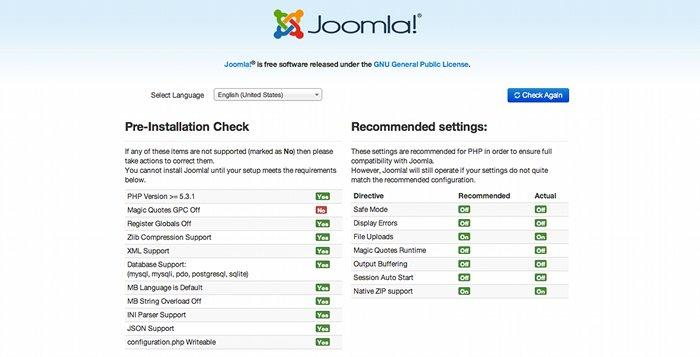 Joomla!®
Joomla!® is free software released under the GNU General Public License.
Select Language English (United States) Check Again
Pre-Installation Check
If any of these items are not supported (marked as No) then please
take actions to correct them.
You cannot install Joomla! until your setup meets the requirements
below.
PHP Version >= 5.3.1 Yes
Magic Quotes GPC Off No
Register Globals Off Yes
Zlib Compression Support Yes
XML Support Yes
Database Support: Yes
(mysql, mysqli, pdo, postgresql, sqlite)
MB Language is Default Yes
MB String Overload Off Yes
INI Parser Support Yes
JSON Support Yes
configuration.php Writeable Yes
Recommended settings:
These settings are recommended for PHP in order to ensure full
compatibility with Joomla.
However, Joomla! will still operate if your settings do not quite
match the recommended configuration.
Directive Recommended Actual
Safe Mode Off Off
Display Errors Off Off
File Uploads On On
Magic Quotes Runtime Off Off
Output Buffering Off Off
Session Auto Start Off Off
Native ZIP support On On